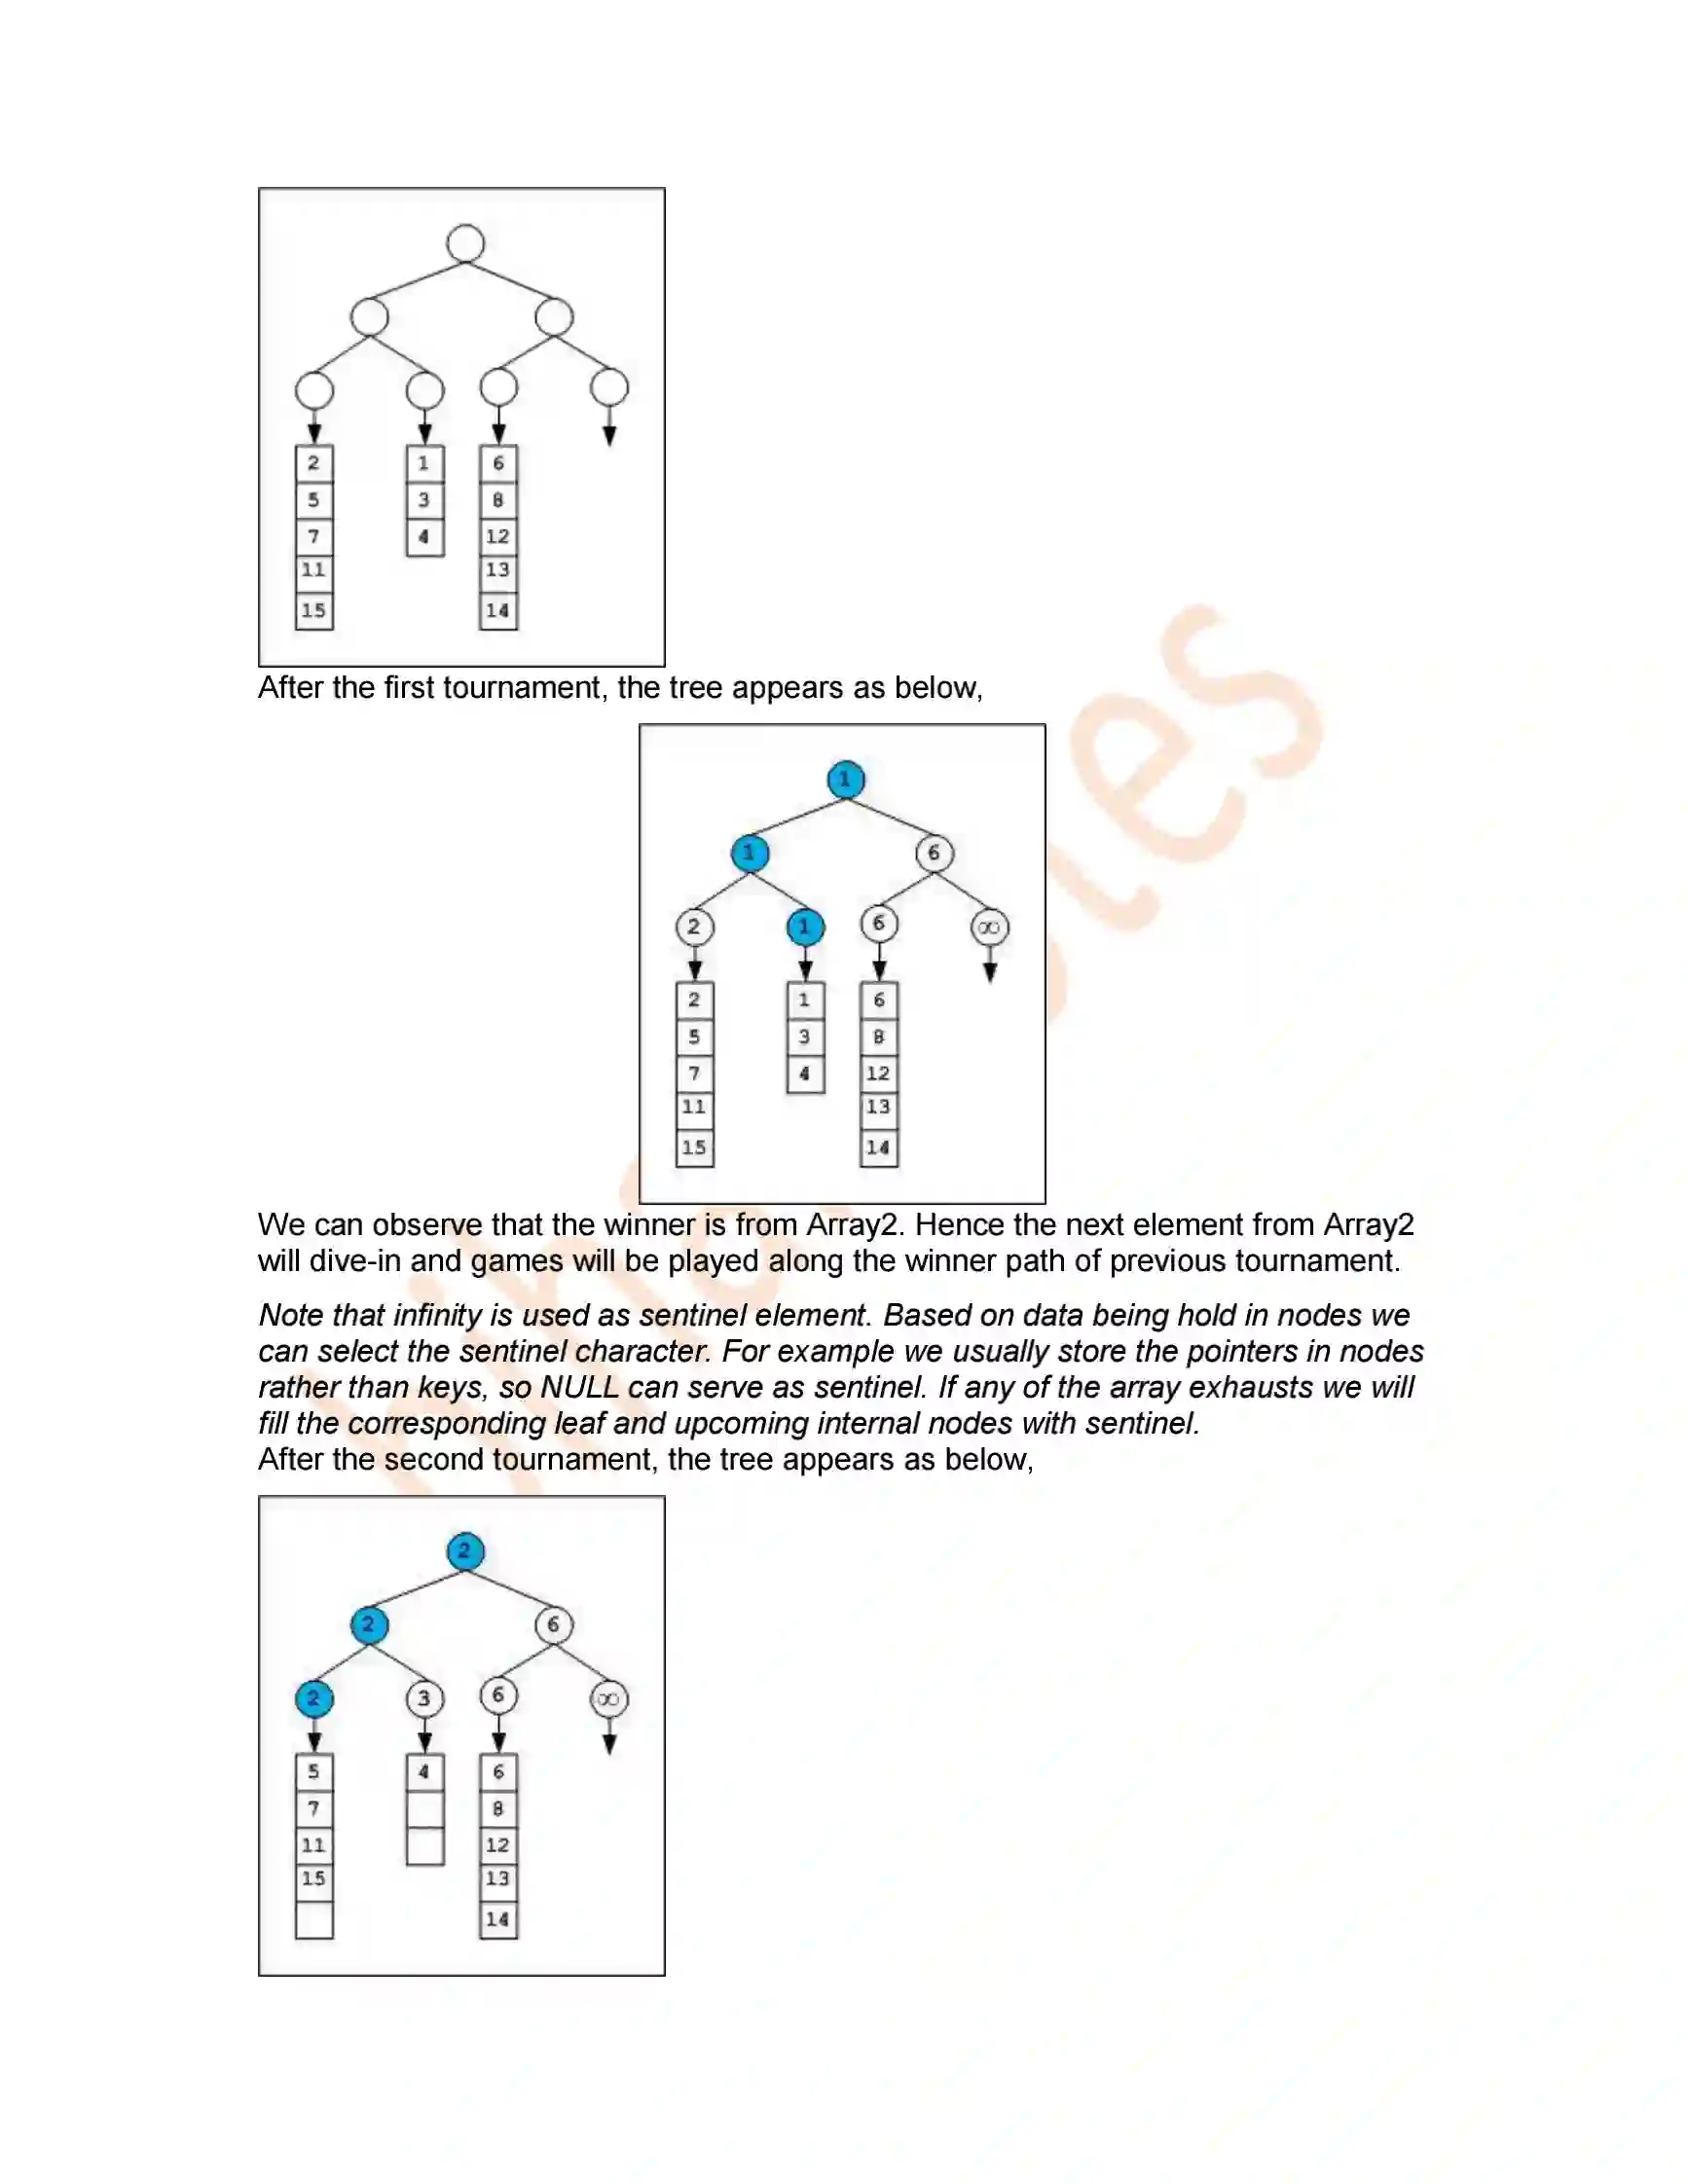 2 1 6
5 3 8
7 4 12
11 13
15 14
After the first tournament, the tree appears as below,
1
1 6
2 1 6 ∞
2 1 6
5 3 8
7 4 12
11 13
15 14
We can observe that the winner is from Array2. Hence the next element from Array2
will dive-in and games will be played along the winner path of previous tournament.
Note that infinity is used as sentinel element. Based on data being hold in nodes we
can select the sentinel character. For example we usually store the pointers in nodes
rather than keys, so NULL can serve as sentinel. If any of the array exhausts we will
fill the corresponding leaf and upcoming internal nodes with sentinel.
After the second tournament, the tree appears as below,
2
2 6
2 3 6 ∞
5 4 6
7 8
11 12
15 13
14